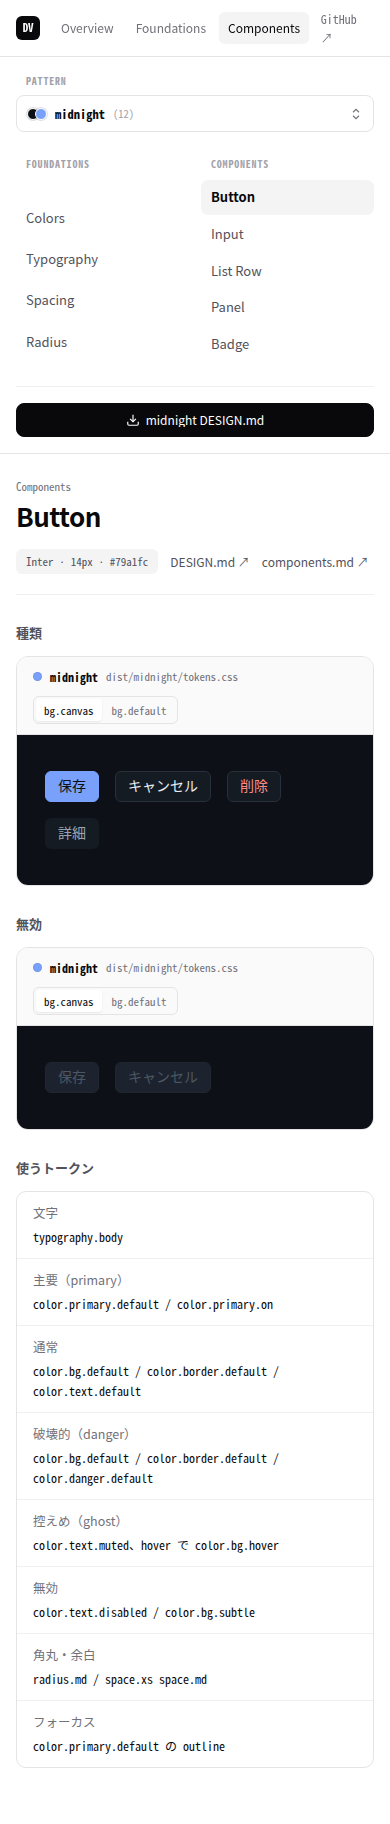 DV Overview Foundations Components GitHub ↗
PATTERN
midnight (12)
FOUNDATIONS
Colors
Typography
Spacing
Radius
COMPONENTS
Button
Input
List Row
Panel
Badge
midnight DESIGN.md
Components
Button
Inter · 14px · #79a1fc DESIGN.md ↗ components.md ↗
種類
midnight dist/midnight/tokens.css
bg.canvas bg.default
保存 キャンセル 削除
詳細
無効
midnight dist/midnight/tokens.css
bg.canvas bg.default
保存 キャンセル
使うトークン
文字
typography.body
主要（primary）
color.primary.default / color.primary.on
通常
color.bg.default / color.border.default /
color.text.default
破壊的（danger）
color.bg.default / color.border.default /
color.danger.default
控えめ（ghost）
color.text.muted、hover で color.bg.hover
無効
color.text.disabled / color.bg.subtle
角丸・余白
radius.md / space.xs space.md
フォーカス
color.primary.default の outline